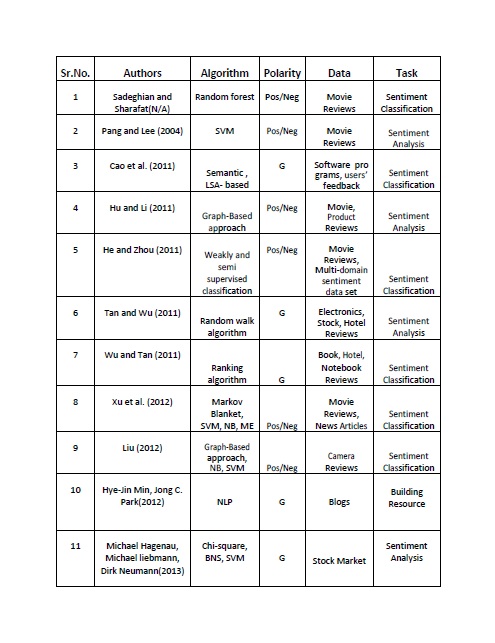 Sr.No. Authors Algorithm Polarity Data Task
1 Sadeghian and Sharafat(N/A) Random forest Pos/Neg Movie Reviews Sentiment Classification
2 Pang and Lee (2004) SVM Pos/Neg Movie Reviews Sentiment Analysis
3 Cao et al. (2011) Semantic , LSA- based G Software pro grams, users' feedback Sentiment Classification
4 Hu and Li (2011) Graph-Based approach Pos/Neg Movie, Product Reviews Sentiment Analysis
5 He and Zhou (2011) Weakly and semi supervised classification Pos/Neg Movie Reviews, Multi-domain sentiment data set Sentiment Classification
6 Tan and Wu (2011) Random walk algorithm G Electronics, Stock, Hotel Reviews Sentiment Analysis
7 Wu and Tan (2011) Ranking algorithm G Book, Hotel, Notebook Reviews Sentiment Classification
8 Xu et al. (2012) Markov Blanket, SVM, NB, ME Pos/Neg Movie Reviews, News Articles Sentiment Classification
9 Liu (2012) Graph-Based approach, NB, SVM Pos/Neg Camera Reviews Sentiment Classification
10 Hye-Jin Min, Jong C. Park(2012) NLP G Blogs Building Resource
11 Michael Hagenau, Michael liebmann, Dirk Neumann(2013) Chi-square, BNS, SVM G Stock Market Sentiment Analysis